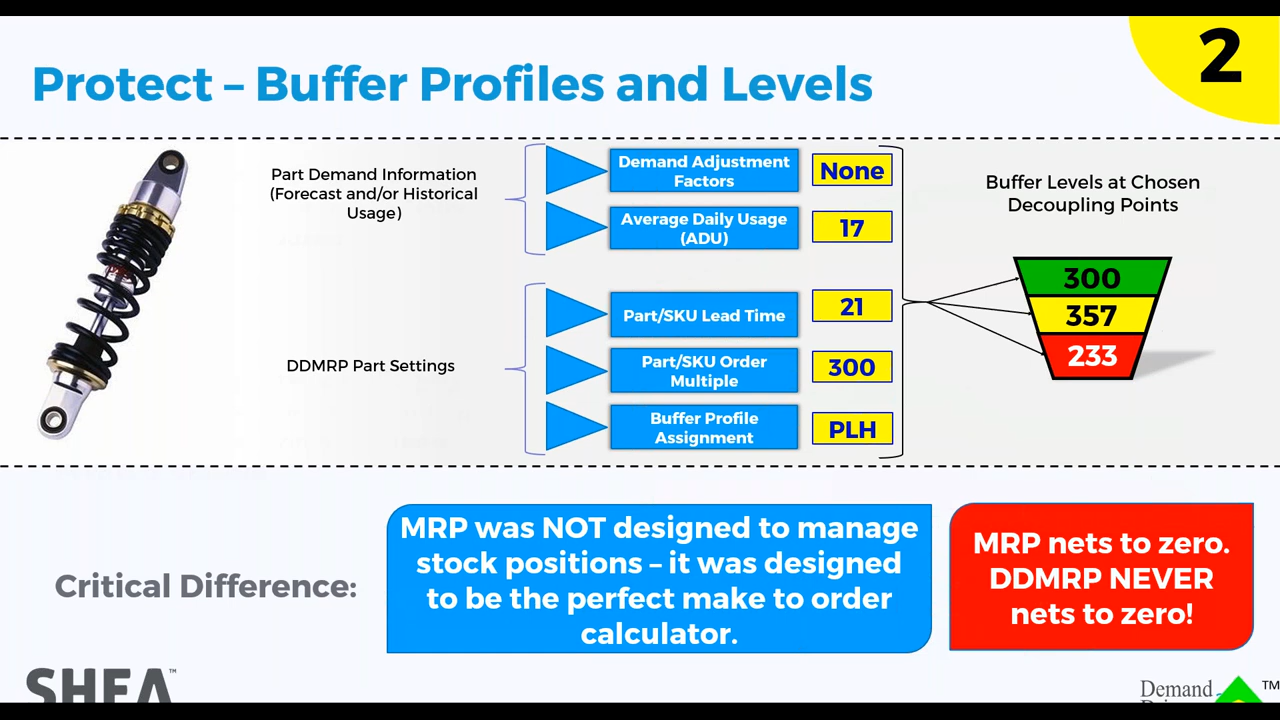 2
Protect – Buffer Profiles and Levels
Part Demand Information
(Forecast and/or Historical
Usage)
Demand Adjustment
Factors
None
Average Daily Usage
(ADU)
17
DDMRP Part Settings
Part/SKU Lead Time
21
Part/SKU Order
Multiple
300
Buffer Profile
Assignment
PLH
Buffer Levels at Chosen
Decoupling Points
300
357
233
Critical Difference:
MRP was NOT designed to manage
stock positions – it was designed
to be the perfect make to order
calculator.
MRP nets to zero.
DDMRP NEVER
nets to zero!
SHEA™
Demand
TM